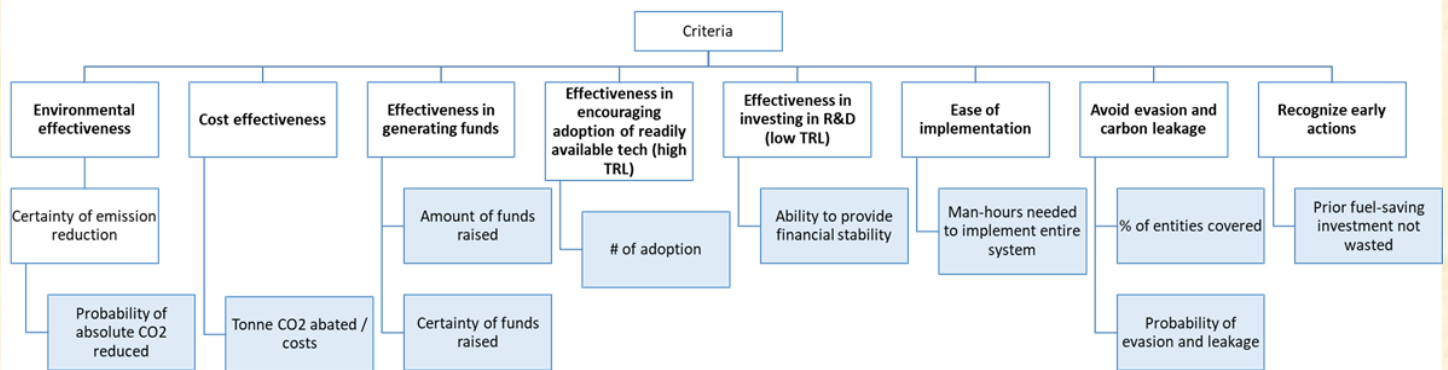 Criteria
Environmental
effectiveness
Cost effectiveness
Effectiveness in
generating funds
Effectiveness in
encouraging
adoption of readily
available tech (high
TRL)
Effectiveness in
investing in R&D
(low TRL)
Ease of
implementation
Avoid evasion and
carbon leakage
Recognize early
actions
Certainty of emission
reduction
Amount of funds
raised
# of adoption
Ability to provide
financial stability
Man-hours needed
to implement entire
system
% of entities covered
Prior fuel-saving
investment not
wasted
Probability of
absolute CO2
reduced
Tonne CO2 abated /
costs
Certainty of funds
raised
Probability of
evasion and leakage